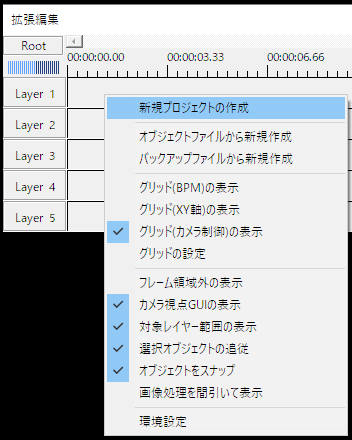 拡張編集
Root
00:00:00.00
00:00:03.33
00:00:06.66
Layer 1
Layer 2
Layer 3
Layer 4
Layer 5
新規プロジェクトの作成
オブジェクトファイルから新規作成
バックアップファイルから新規作成
グリッド(BPM)の表示
グリッド(XY軸)の表示
グリッド(カメラ制御)の表示
グリッドの設定
フレーム領域外の表示
カメラ視点GUIの表示
対象レイヤー範囲の表示
選択オブジェクトの追従
オブジェクトをスナップ
画像処理を間引いて表示
環境設定